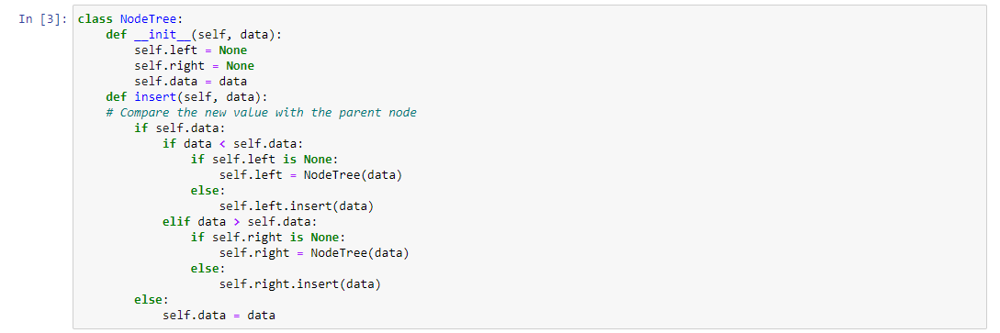 In [3]: class NodeTree:
    def __init__(self, data):
        self.left = None
        self.right = None
        self.data = data
    def insert(self, data):
    # Compare the new value with the parent node
        if self.data:
            if data < self.data:
                if self.left is None:
                    self.left = NodeTree(data)
                else:
                    self.left.insert(data)
            elif data > self.data:
                if self.right is None:
                    self.right = NodeTree(data)
                else:
                    self.right.insert(data)
        else:
            self.data = data